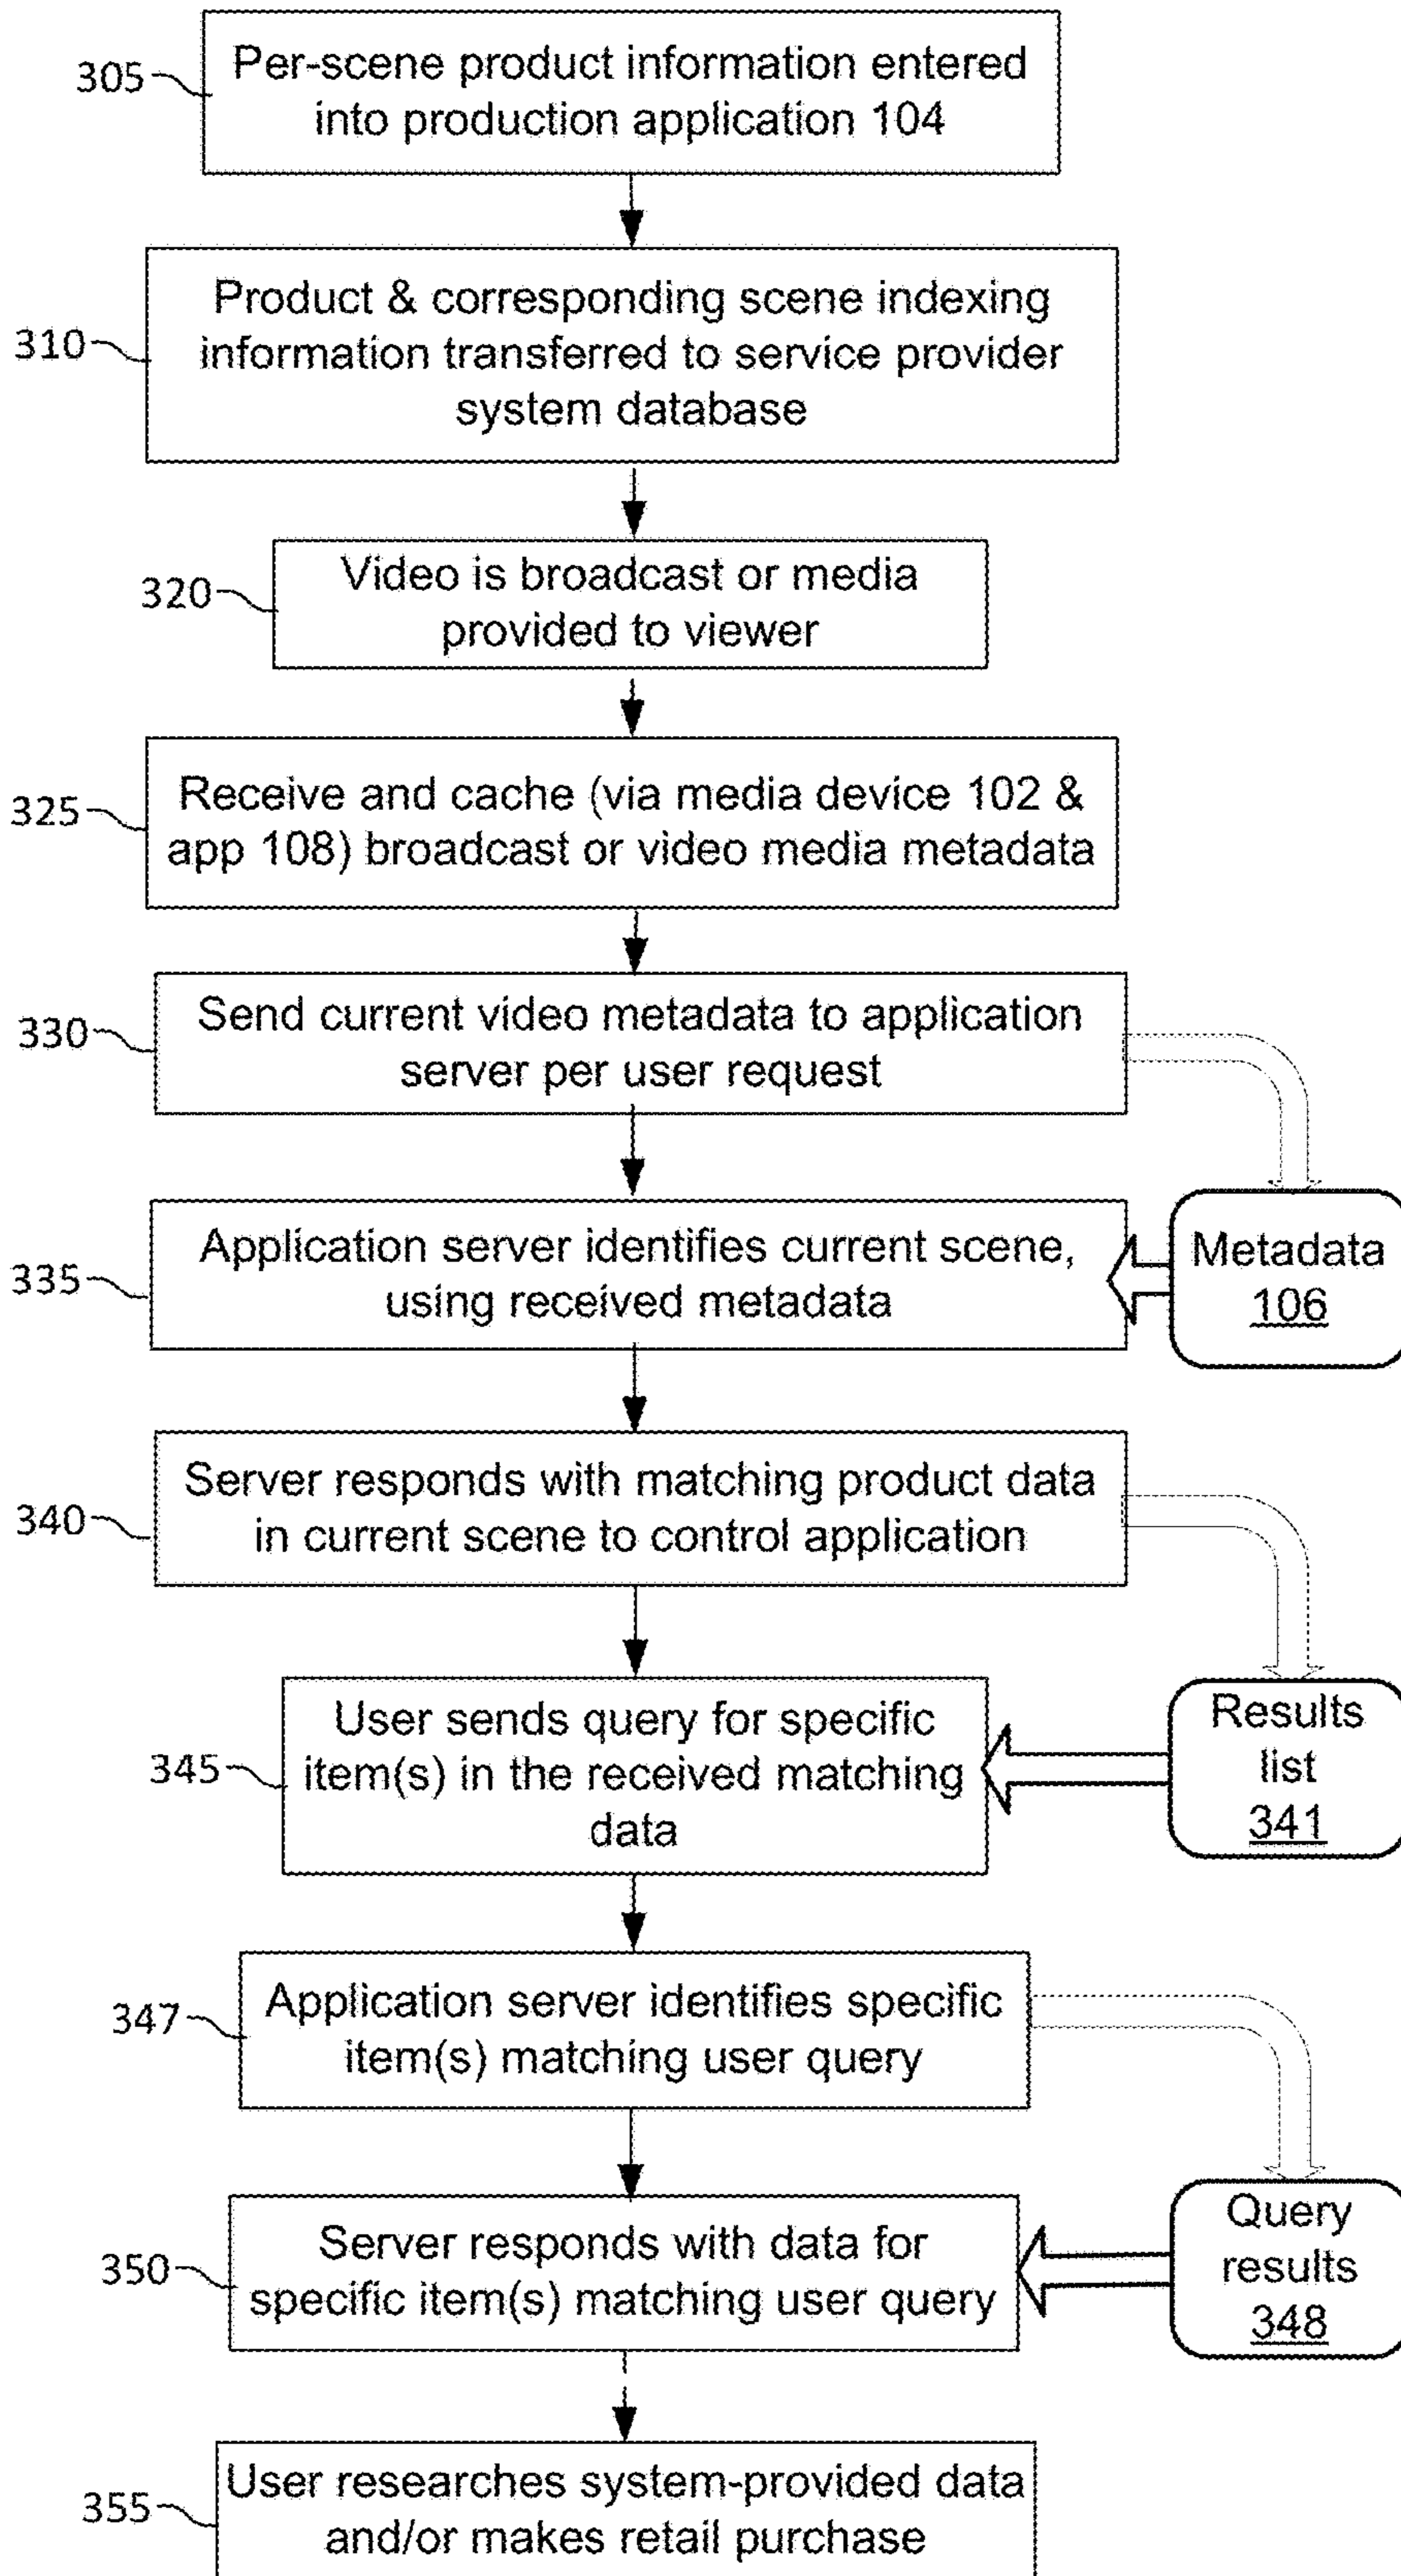 305
Per-scene product information entered
into production application 104
310
Product & corresponding scene indexing
information transferred to service provider
system database
320
Video is broadcast or media
provided to viewer
325
Receive and cache (via media device 102 &
app 108) broadcast or video media metadata
330
Send current video metadata to application
server per user request
335
Application server identifies current scene,
using received metadata
Metadata
106
340
Server responds with matching product data
in current scene to control application
345
User sends query for specific
item(s) in the received matching
data
Results
list
341
347
Application server identifies specific
item(s) matching user query
350
Server responds with data for
specific item(s) matching user query
Query
results
348
355
User researches system-provided data
and/or makes retail purchase